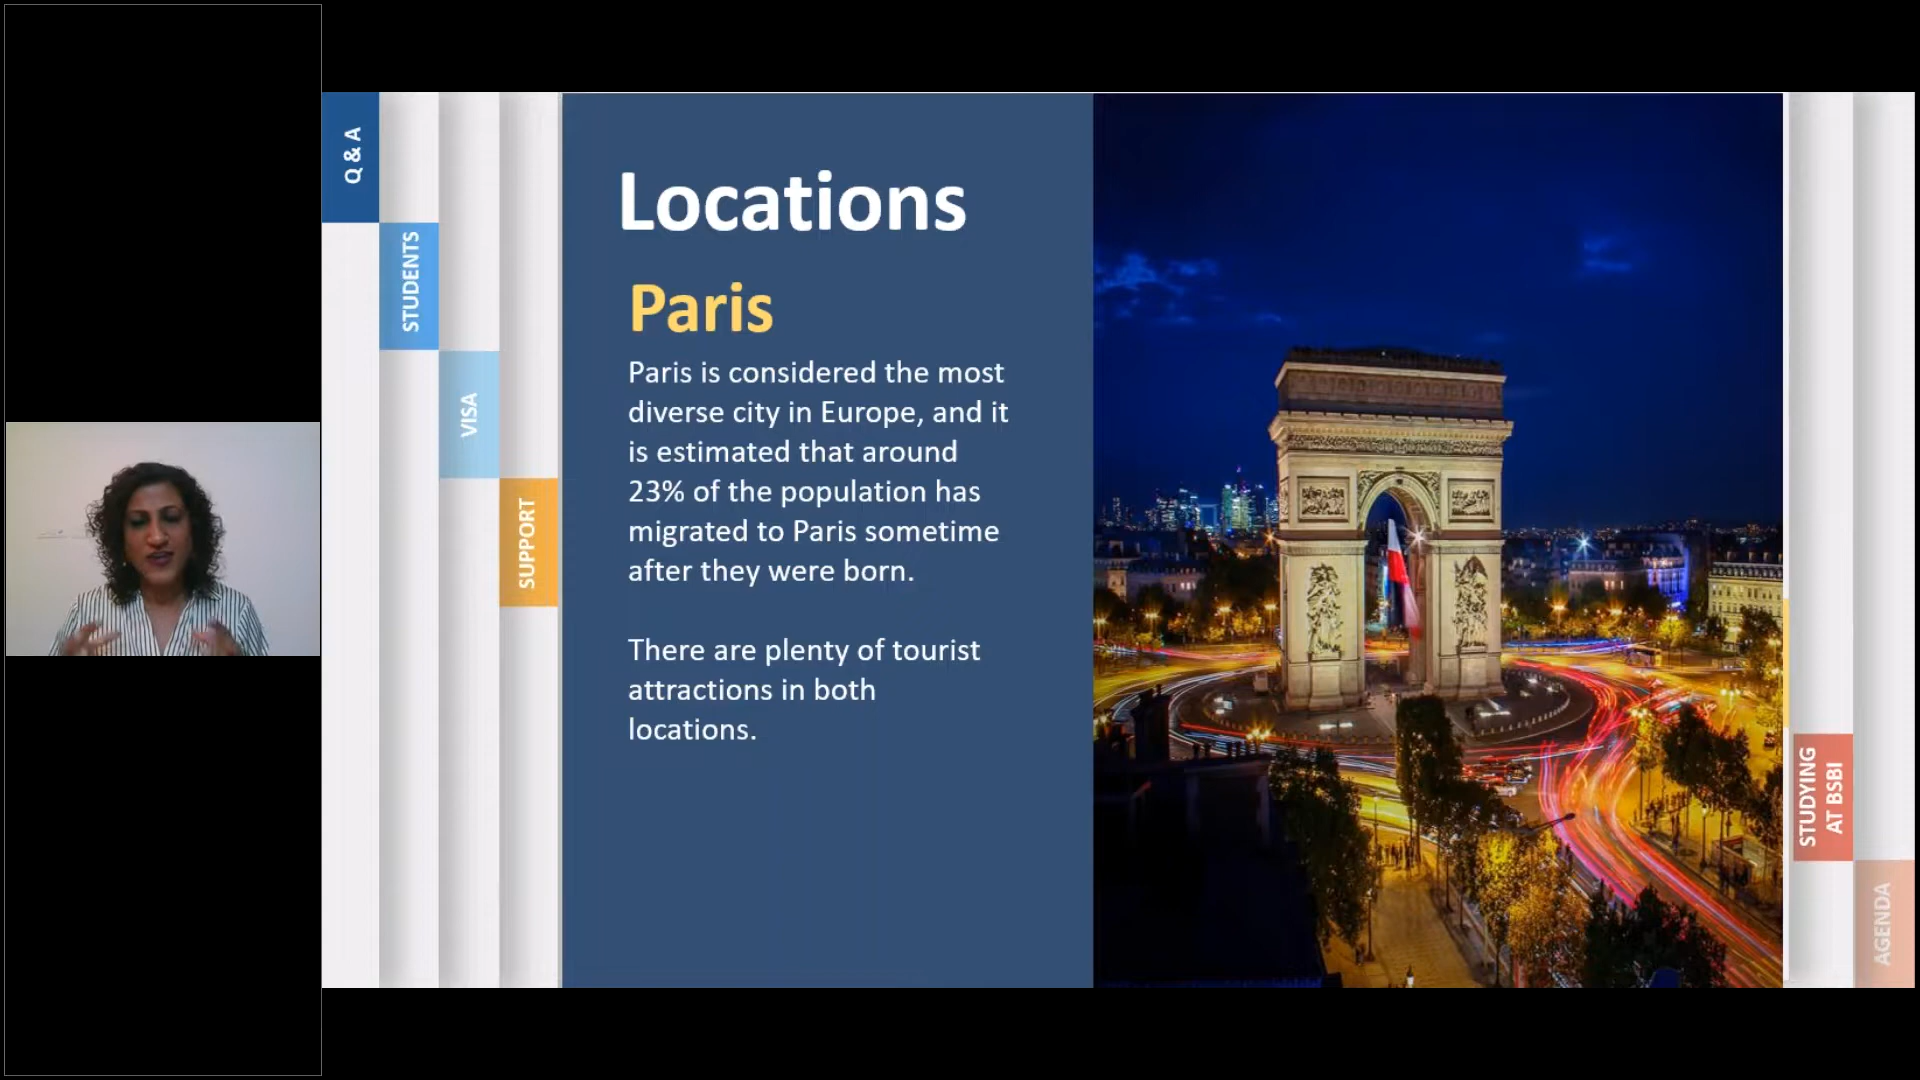 Q & A
STUDENTS
VISA
SUPPORT
Locations
Paris
Paris is considered the most
diverse city in Europe, and it
is estimated that around
23% of the population has
migrated to Paris sometime
after they were born.
There are plenty of tourist
attractions in both
locations.
STUDYING
AT BSBI
AGENDA